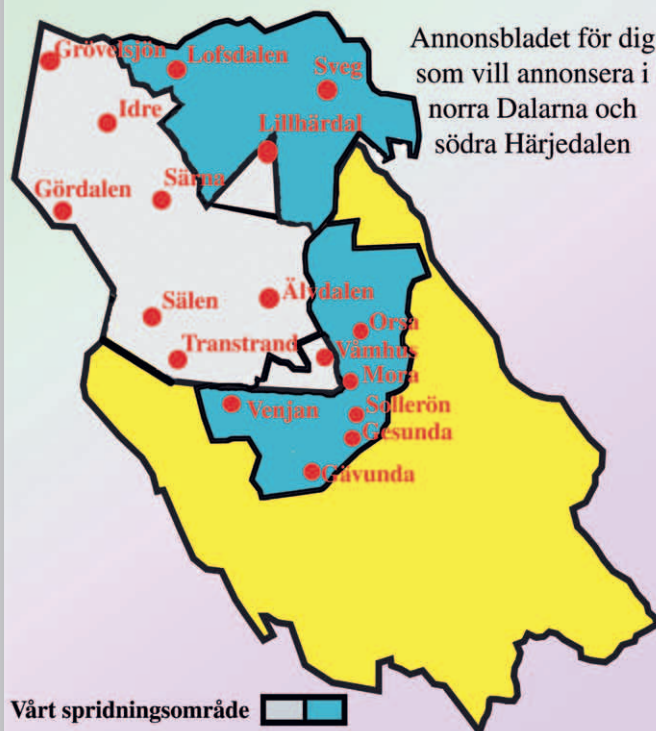 Annonsbladet för dig
som vill annonsera i
norra Dalarna och
södra Härjedalen
Grövelsjön
Lofsdalen
Sveg
Idre
Lillhärdal
Särna
Gördalen
Sälen
Älvdalen
Orsa
Transtrand
Våmhus
Mora
Venjan
Sollerön
Gesunda
Gävunda
Vårt spridningsområde